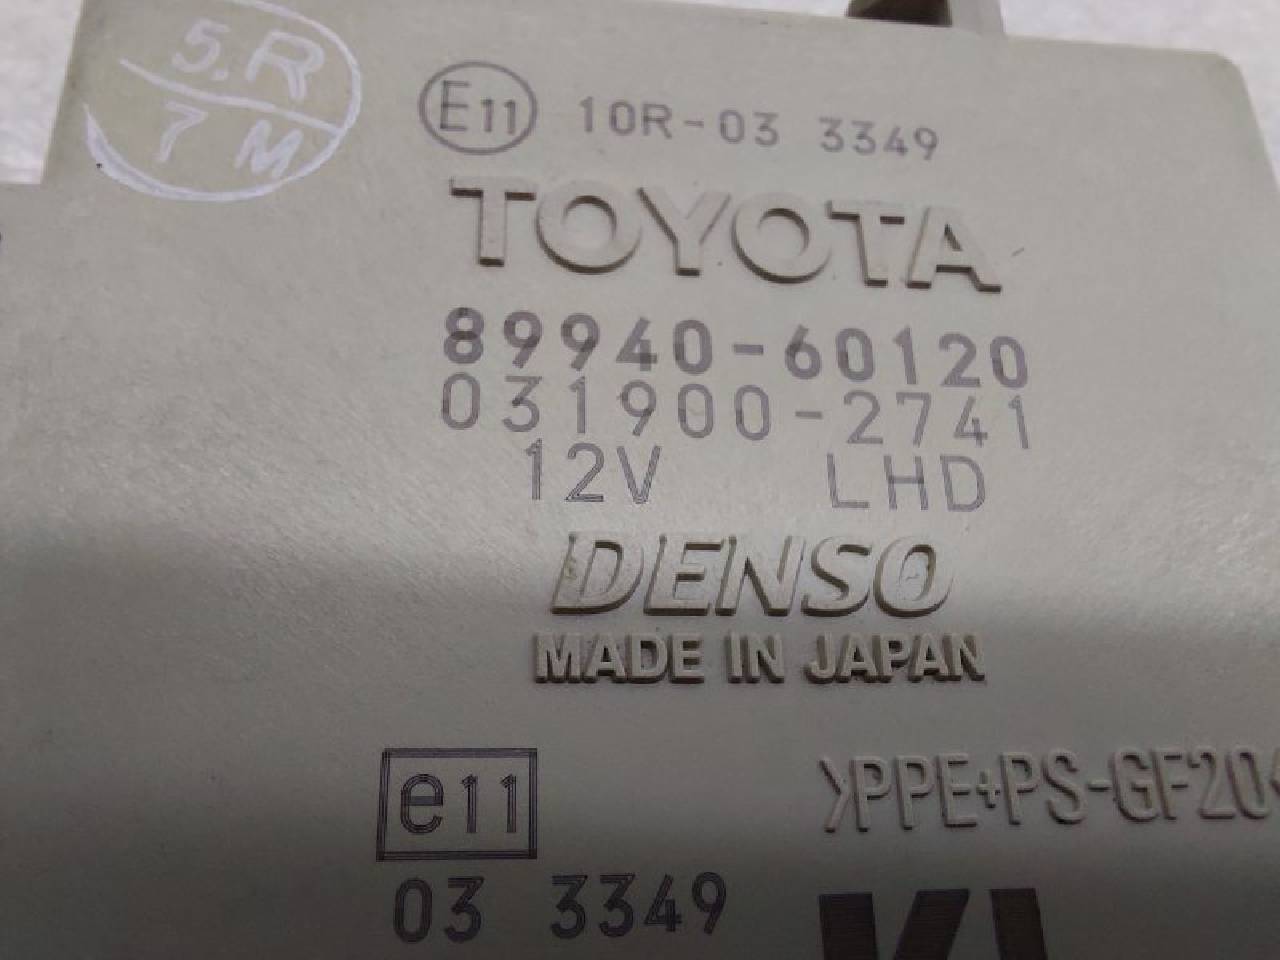 5.R
7 M
E11 10R-03 3349
TOYOTA
89940-60120
031900-2741
12V LHD
DENSO
MADE IN JAPAN
e11
>PPE+PS-GF20<
03 3349